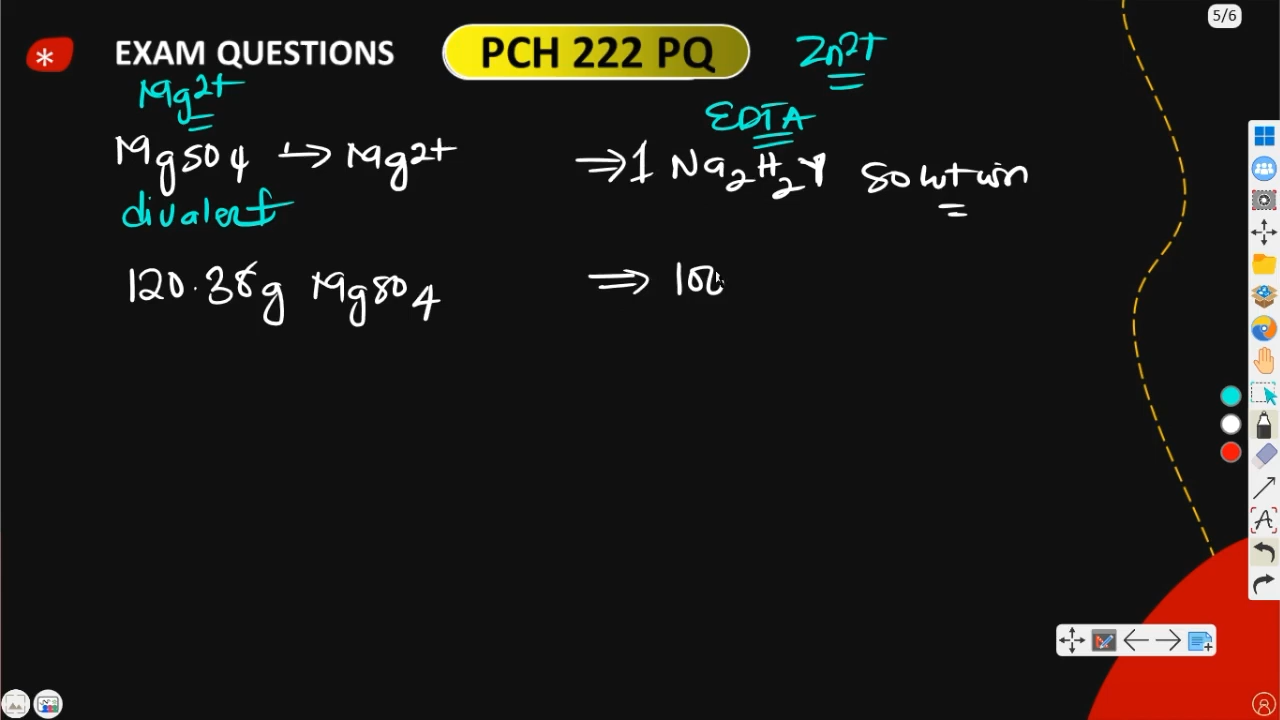 5/6
* EXAM QUESTIONS PCH 222 PQ Zn2+
Mg2+ EDTA
MgSO4 → Mg2+ ⇒ 1 Na2H2Y solution
divalent
120.38g MgSO4 ⇒ 100